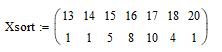 Xsort := ( 13 14 15 16 17 18 20
1 1 5 8 10 4 1 )